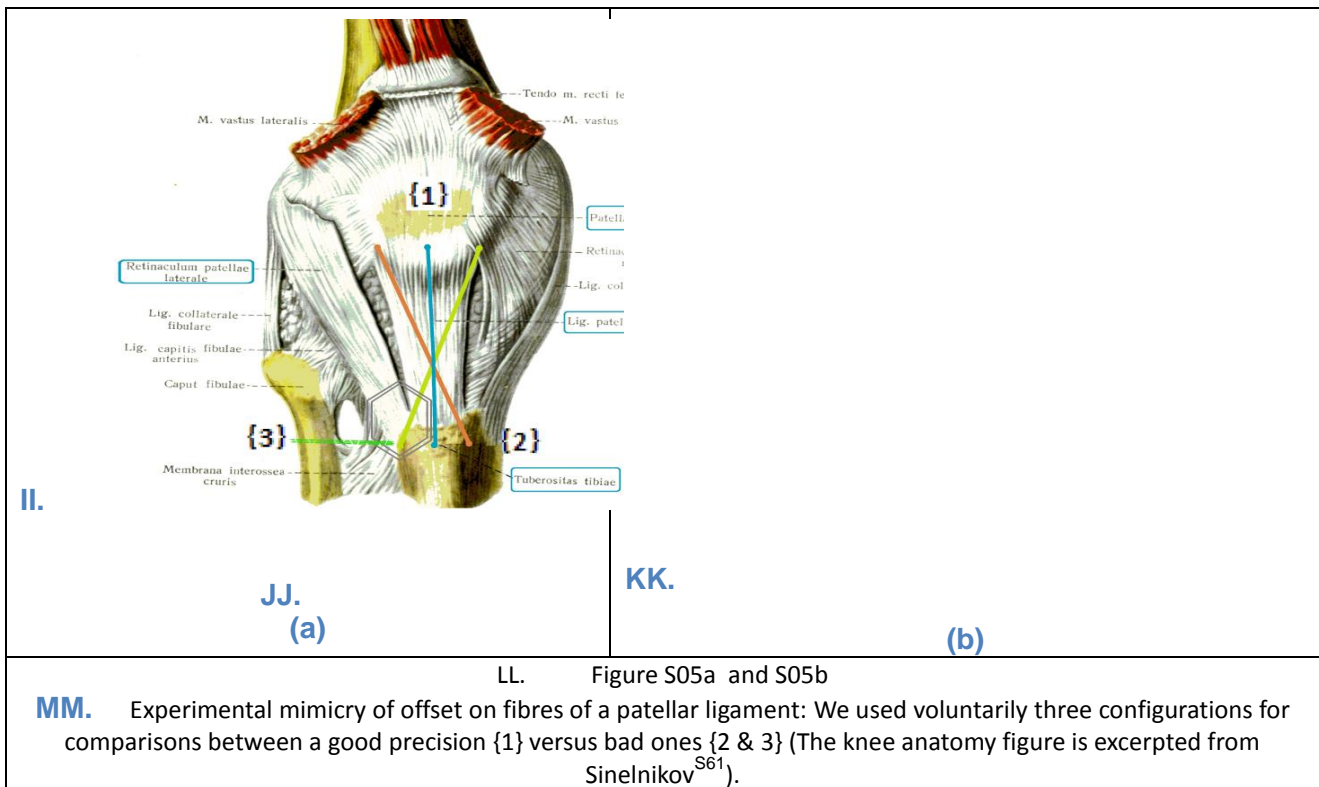 Tendo m. recti fe
M. vastus lateralis
M. vastus
{1}
Patell
Retinaculum patellae
laterale
Retina
Lig. col
Lig. collaterale
fibulare
Lig. patel
Lig. capitis fibulae
anterius
Caput fibulae
{3}
{2}
Membrana interossea
cruris
Tuberositas tibiae
II.
JJ.
(a)
KK.
(b)
LL. Figure S05a and S05b
MM. Experimental mimicry of offset on fibres of a patellar ligament: We used voluntarily three configurations for
comparisons between a good precision {1} versus bad ones {2 & 3} (The knee anatomy figure is excerpted from
Sinelnikov^S61).